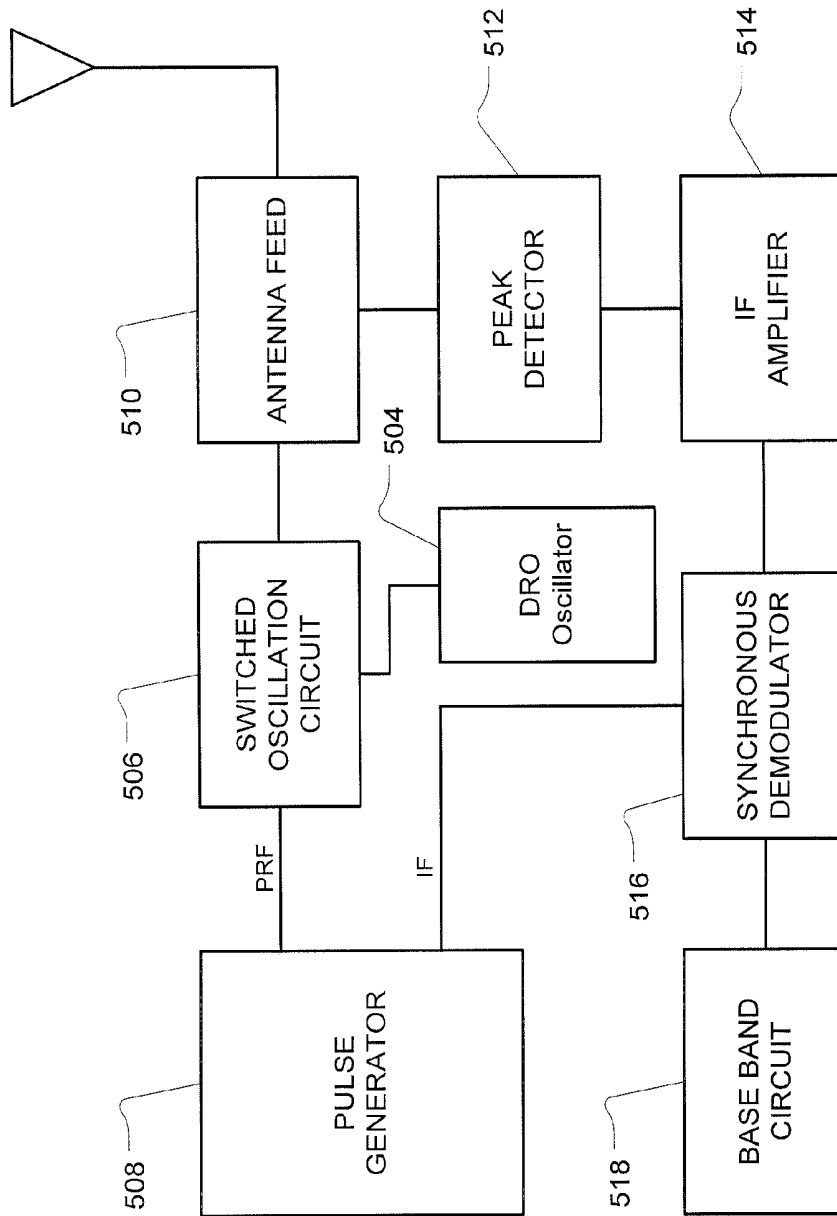 508
PULSE
GENERATOR
PRF
IF
506
SWITCHED
OSCILLATION
CIRCUIT
510
ANTENNA FEED
504
DRO
Oscillator
512
PEAK
DETECTOR
518
BASE BAND
CIRCUIT
516
SYNCHRONOUS
DEMODULATOR
514
IF
AMPLIFIER